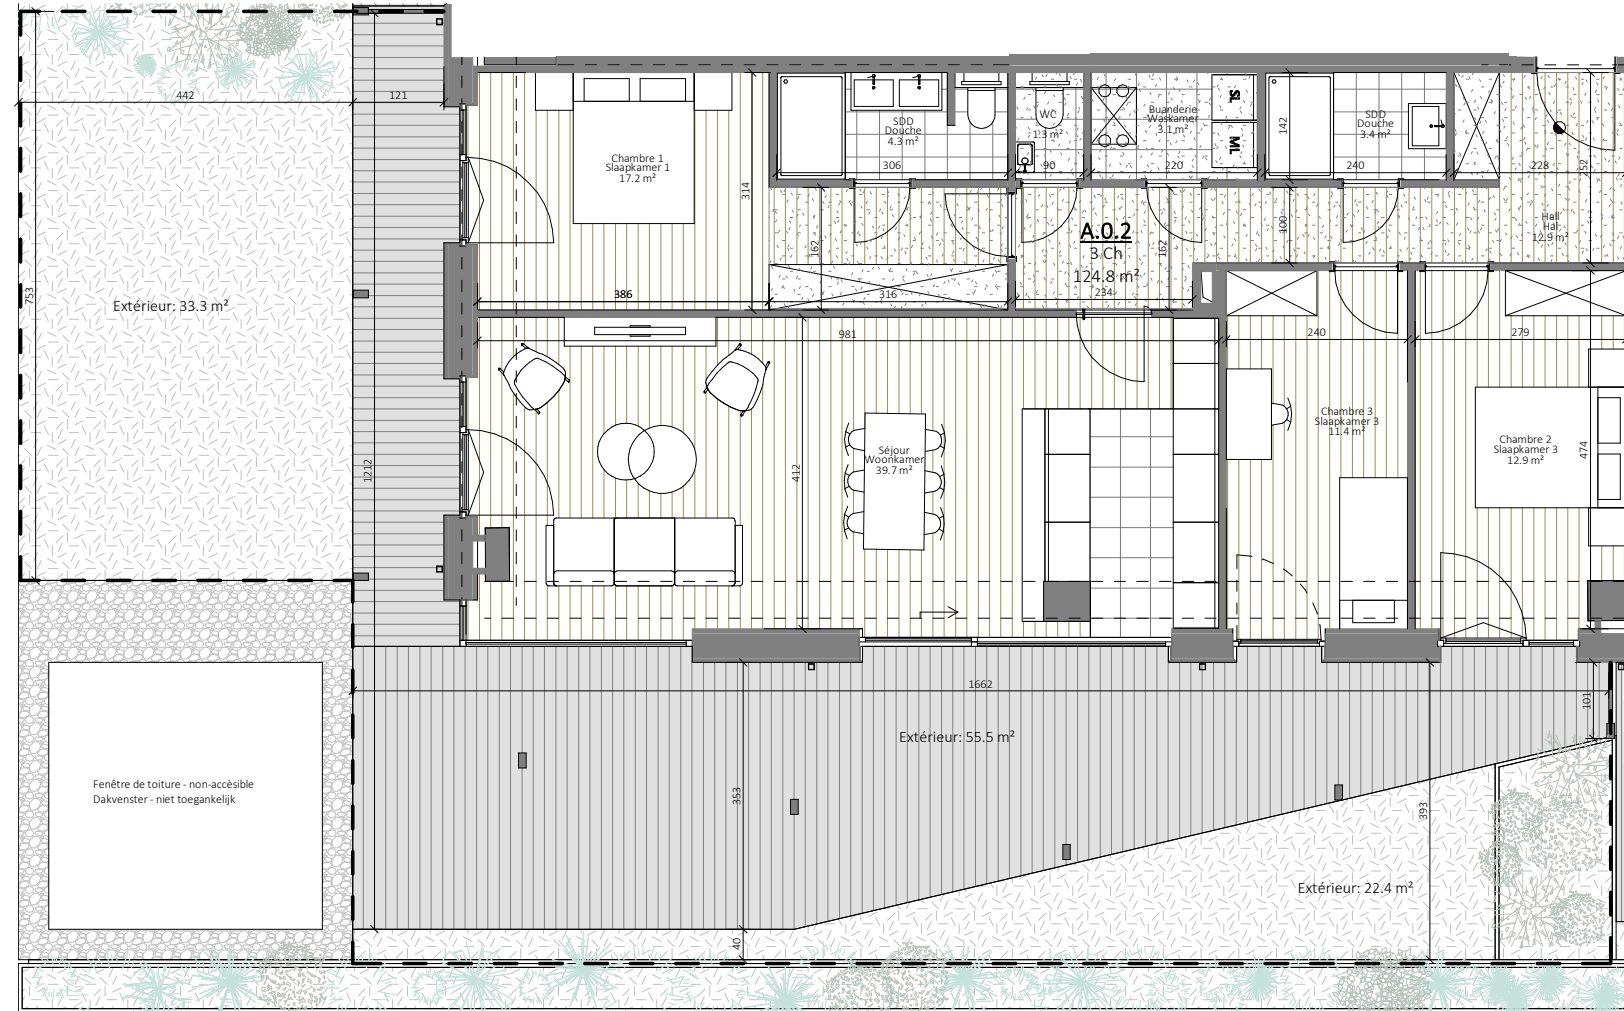 442
121
753
1212
Extérieur: 33.3 m²
Chambre 1
Slaapkamer 1
17.2 m²
314
386
SDD
Douche
4.3 m²
306
WC
1.3 m²
90
Buanderie
Waskamer
3.1 m²
220
SL
ML
142
SDD
Douche
3.4 m²
240
228
252
Hall
Hal
12.9 m²
162
316
A.0.2
3 Ch
124.8 m²
234
162
100
981
240
279
412
474
Séjour
Woonkamer
39.7 m²
Chambre 3
Slaapkamer 3
11.4 m²
Chambre 2
Slaapkamer 3
12.9 m²
1662
101
Extérieur: 55.5 m²
353
393
40
Extérieur: 22.4 m²
Fenêtre de toiture - non-accèsible
Dakvenster - niet toegankelijk